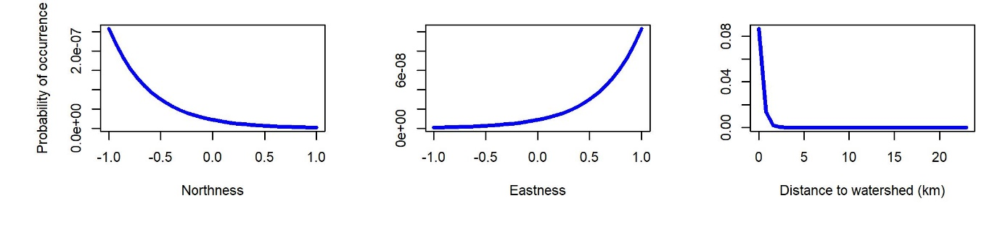 Probability of occurrence
0.0e+00 2.0e-07
-1.0 -0.5 0.0 0.5 1.0
Northness
0e+00 6e-08
-1.0 -0.5 0.0 0.5 1.0
Eastness
0.00 0.04 0.08
0 5 10 15 20
Distance to watershed (km)